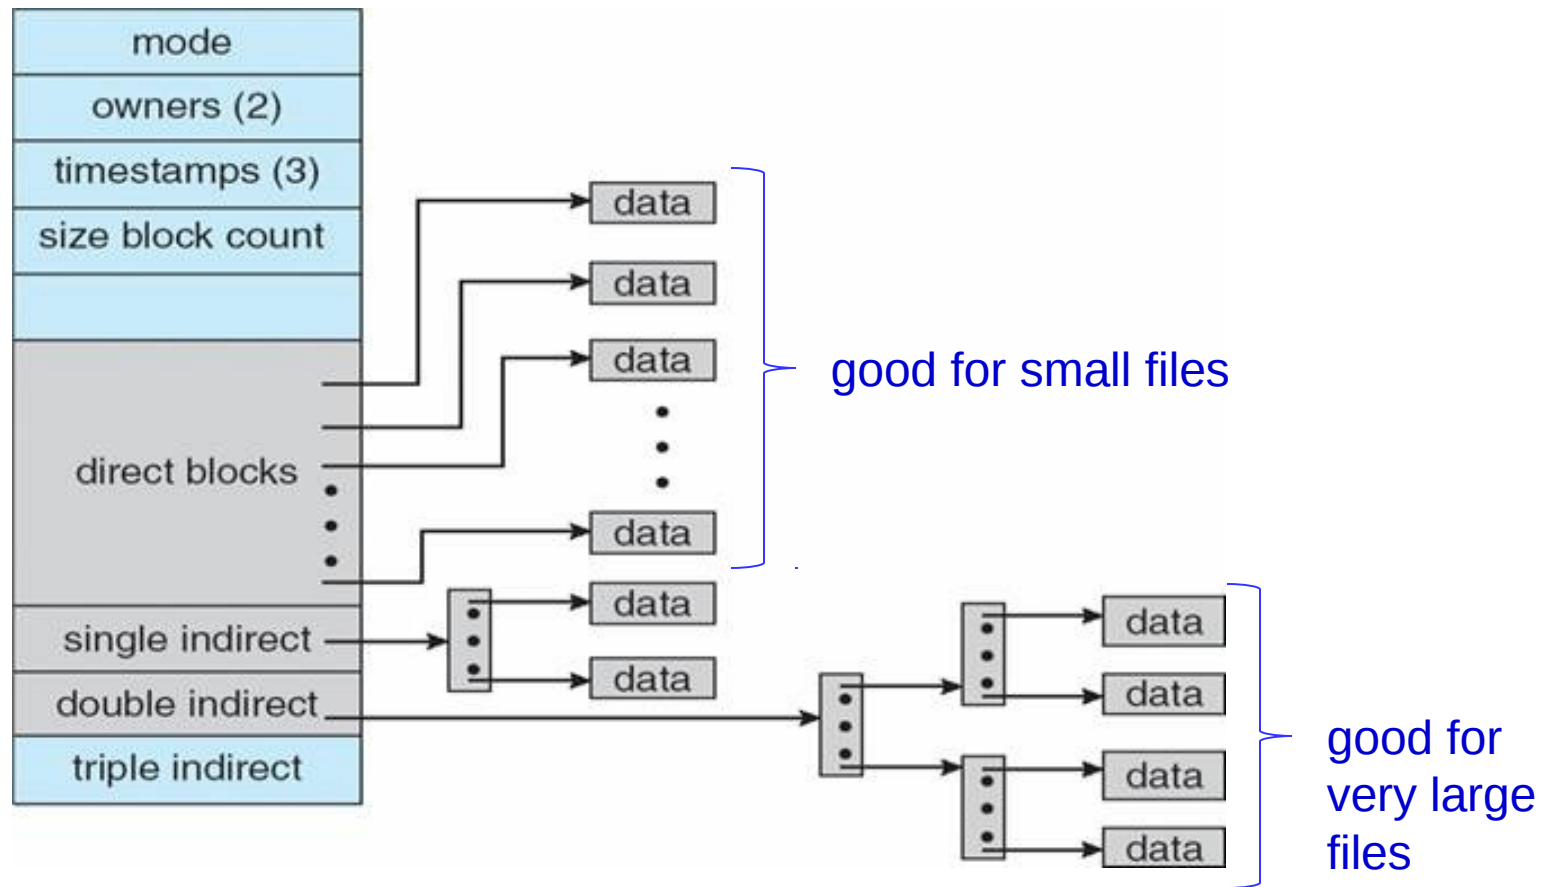 mode
owners (2)
timestamps (3)
size block count
direct blocks
single indirect
double indirect
triple indirect
data
data
data
data
data
data
good for small files
data
data
data
data
good for
very large
files